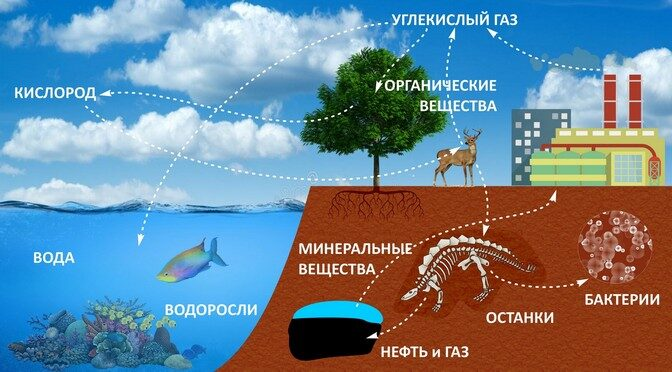 УГЛЕКИСЛЫЙ ГАЗ
КИСЛОРОД
ОРГАНИЧЕСКИЕ
ВЕЩЕСТВА
МИНЕРАЛЬНЫЕ
ВЕЩЕСТВА
ВОДА
ВОДОРОСЛИ
БАКТЕРИИ
ОСТАНКИ
НЕФТЬ и ГАЗ